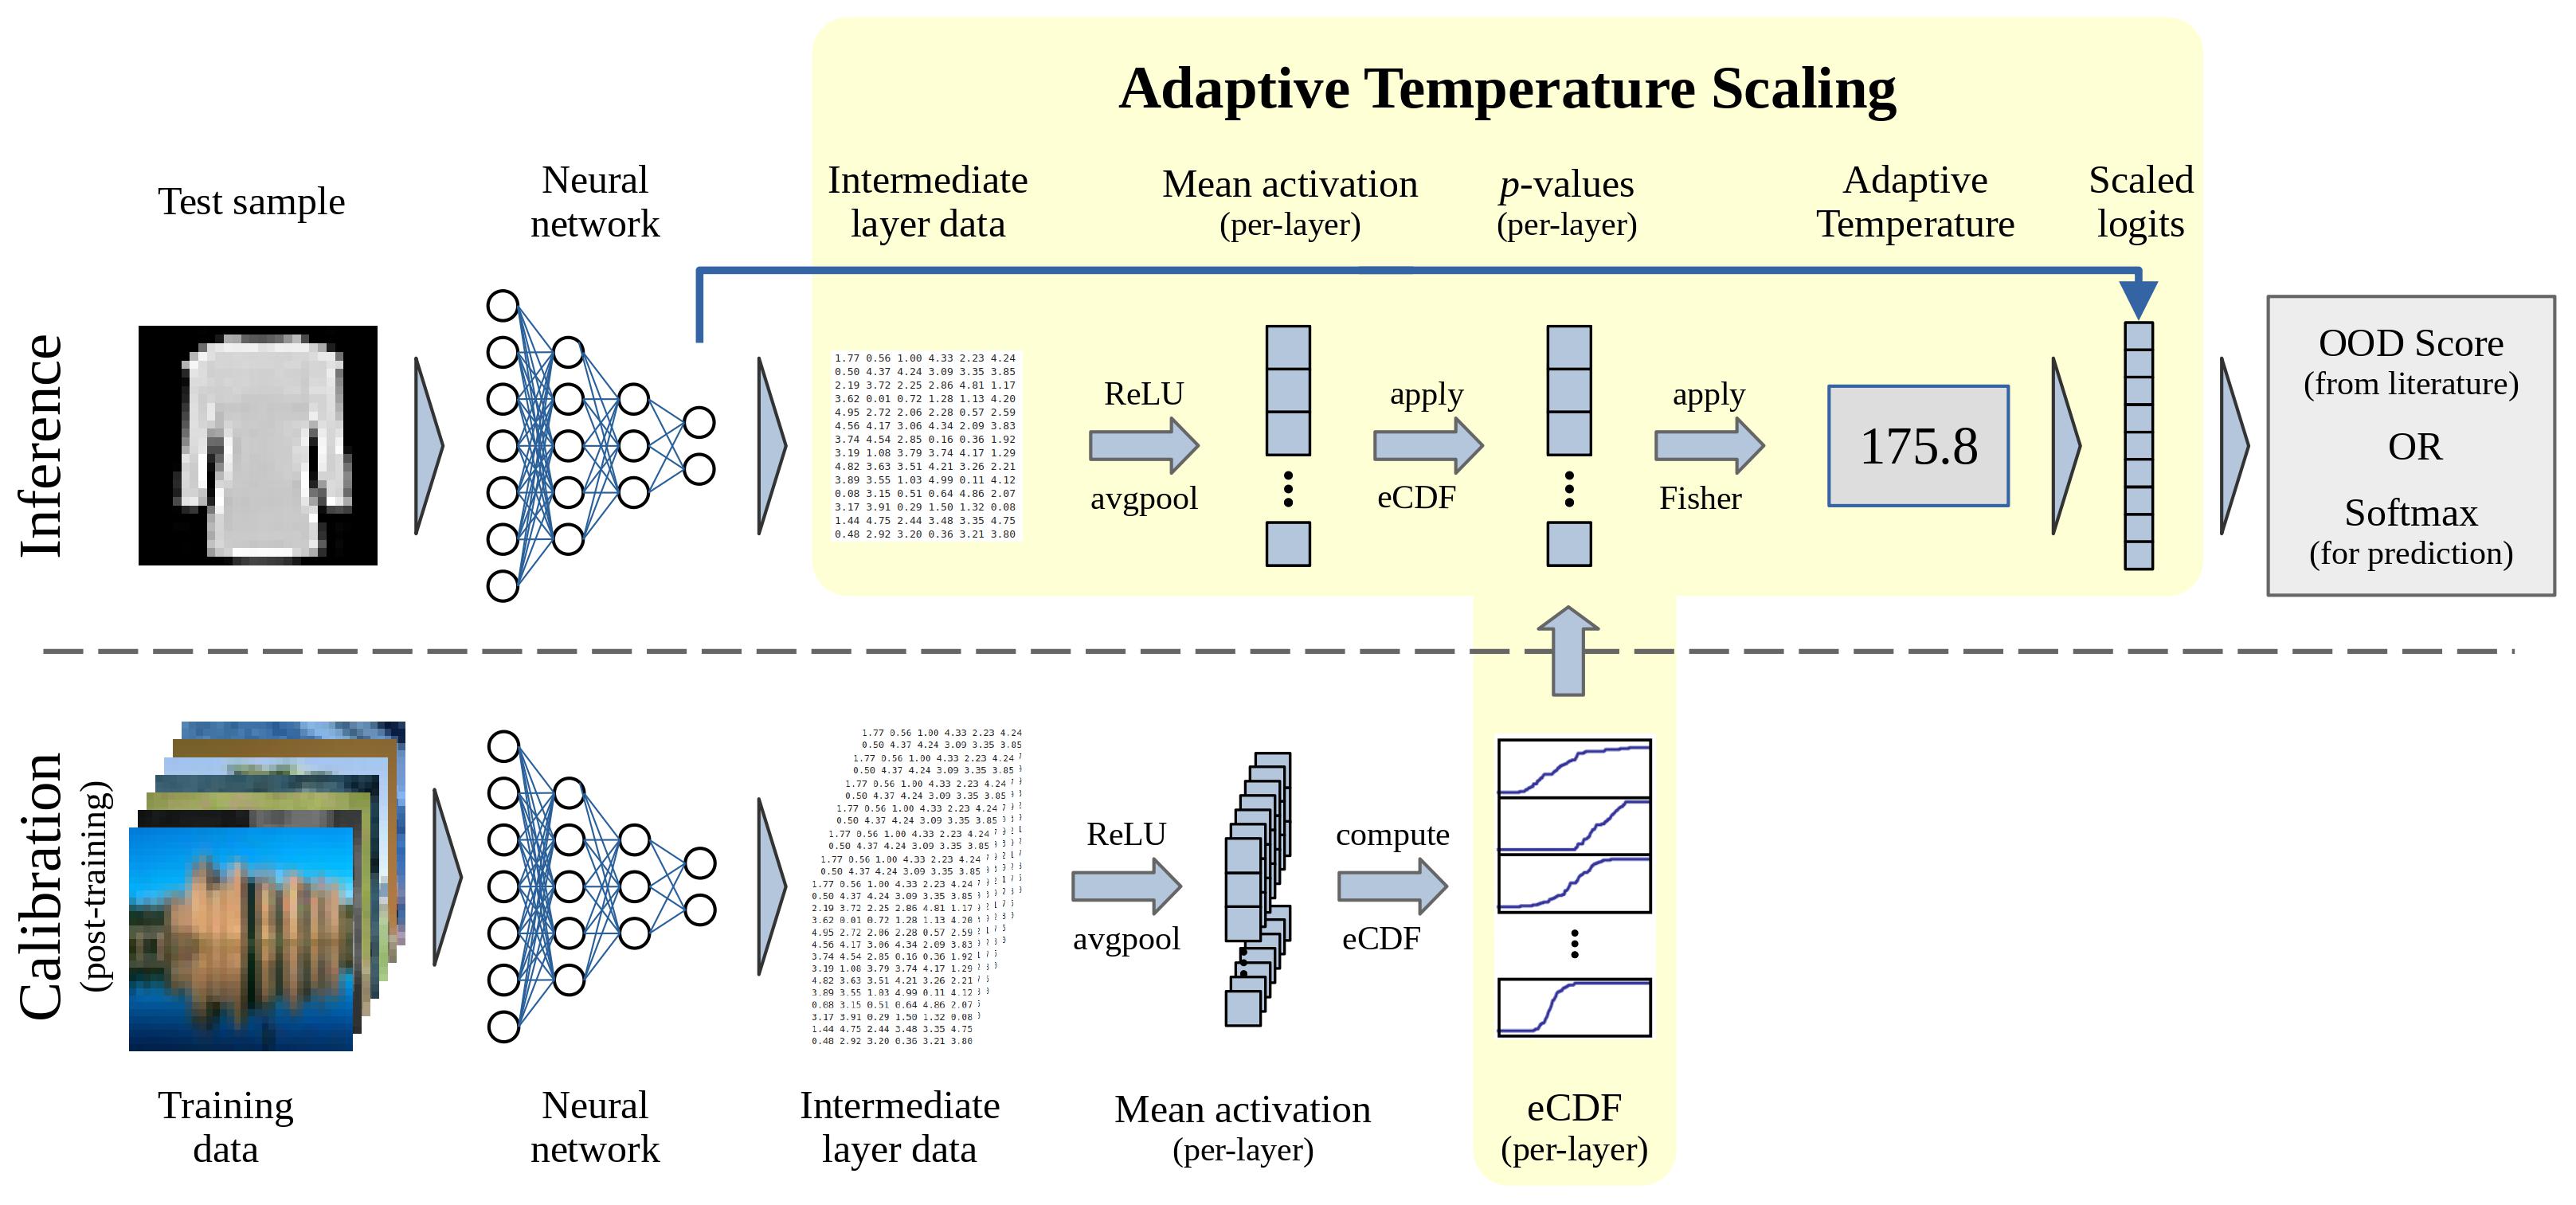 Adaptive Temperature Scaling
Test sample
Neural
network
Intermediate
layer data
Mean activation
(per-layer)
p-values
(per-layer)
Adaptive
Temperature
Scaled
logits
Inference
1.77 0.56 1.00 4.33 2.23 4.24
0.50 4.37 4.24 3.09 3.35 3.85
2.19 3.72 2.25 2.86 4.81 1.17
3.62 0.01 0.72 1.28 1.13 4.20
4.95 2.72 2.06 2.28 0.57 2.59
4.56 4.17 3.06 4.34 2.09 3.83
3.74 4.54 2.85 0.16 0.36 1.92
3.19 1.08 3.79 3.74 4.17 1.29
4.82 3.63 3.51 4.21 3.26 2.21
3.89 3.55 1.03 4.99 0.11 4.12
0.08 3.15 0.51 0.64 4.86 2.07
3.17 3.91 0.29 1.50 1.32 0.08
1.44 4.75 2.44 3.48 3.35 4.75
0.48 2.92 3.20 0.36 3.21 3.80
ReLU
avgpool
apply
eCDF
apply
Fisher
175.8
OOD Score
(from literature)
OR
Softmax
(for prediction)
Calibration
(post-training)
1.77 0.56 1.00 4.33 2.23 4.24
0.50 4.37 4.24 3.09 3.35 3.85
1.77 0.56 1.00 4.33 2.23 4.24
0.50 4.37 4.24 3.09 3.35 3.85
1.77 0.56 1.00 4.33 2.23 4.24
0.50 4.37 4.24 3.09 3.35 3.85
1.77 0.56 1.00 4.33 2.23 4.24
0.50 4.37 4.24 3.09 3.35 3.85
1.77 0.56 1.00 4.33 2.23 4.24
0.50 4.37 4.24 3.09 3.35 3.85
1.77 0.56 1.00 4.33 2.23 4.24
0.50 4.37 4.24 3.09 3.35 3.85
1.77 0.56 1.00 4.33 2.23 4.24
0.50 4.37 4.24 3.09 3.35 3.85
2.19 3.72 2.25 2.86 4.81 1.17
3.62 0.01 0.72 1.28 1.13 4.20
4.95 2.72 2.06 2.28 0.57 2.59
4.56 4.17 3.06 4.34 2.09 3.83
3.74 4.54 2.85 0.16 0.36 1.92
3.19 1.08 3.79 3.74 4.17 1.29
4.82 3.63 3.51 4.21 3.26 2.21
3.89 3.55 1.03 4.99 0.11 4.12
0.08 3.15 0.51 0.64 4.86 2.07
3.17 3.91 0.29 1.50 1.32 0.08
1.44 4.75 2.44 3.48 3.35 4.75
0.48 2.92 3.20 0.36 3.21 3.80
ReLU
avgpool
compute
eCDF
Training
data
Neural
network
Intermediate
layer data
Mean activation
(per-layer)
eCDF
(per-layer)